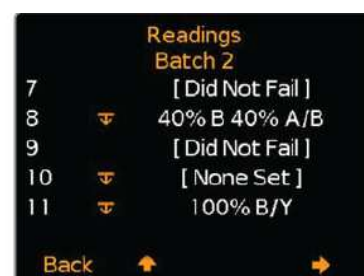 Readings
Batch 2
7 [ Did Not Fail ]
8 40% B 40% A/B
9 [ Did Not Fail ]
10 [ None Set ]
11 100% B/Y
Back